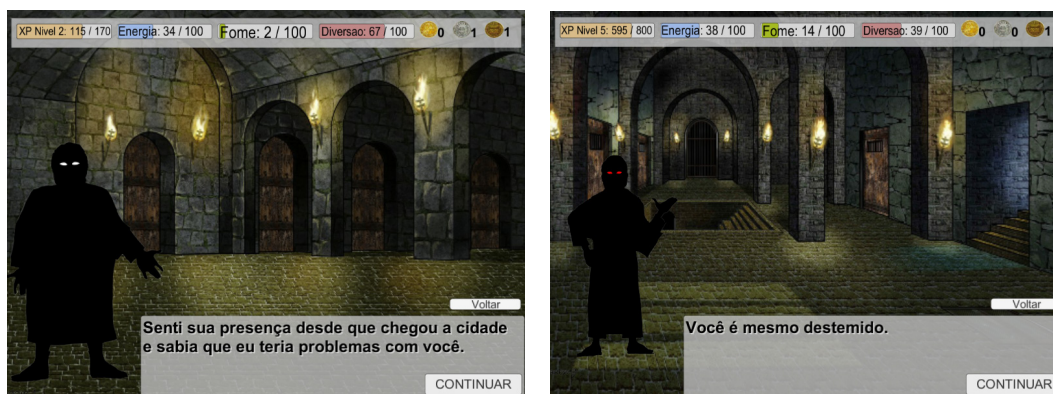 XP Nivel 2: 115 / 170 Energia: 34 / 100 Fome: 2 / 100 Diversao: 67 / 100 0 1 1
Voltar
Senti sua presença desde que chegou a cidade
e sabia que eu teria problemas com você.
CONTINUAR
XP Nivel 5: 595 / 800 Energia: 38 / 100 Fome: 14 / 100 Diversao: 39 / 100 0 0 1
Voltar
Você é mesmo destemido.
CONTINUAR